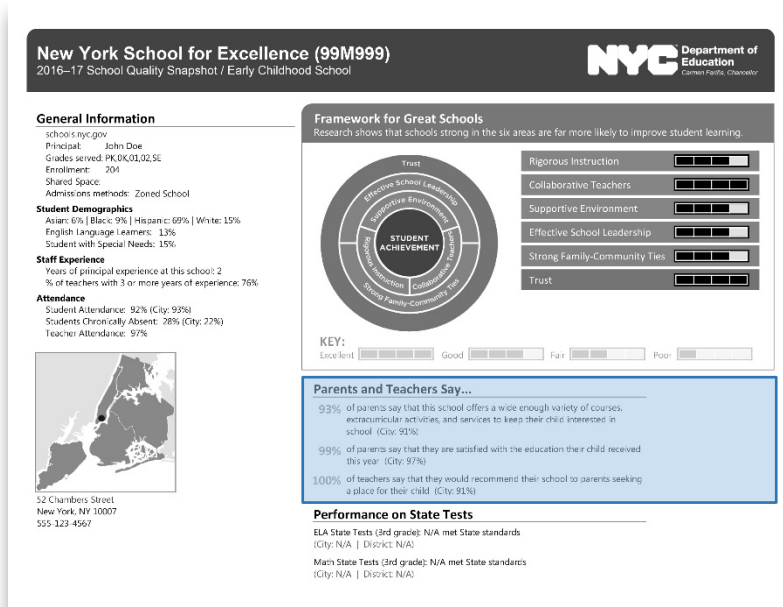 New York School for Excellence (99M999)
2016–17 School Quality Snapshot / Early Childhood School
NYC
Department of
Education
Carmen Fariña, Chancellor
General Information
schools.nyc.gov
Principal: John Doe
Grades served: PK,0K,01,02,SE
Enrollment: 204
Shared Space:
Admissions methods: Zoned School
Student Demographics
Asian: 6% | Black: 9% | Hispanic: 69% | White: 15%
English Language Learners: 13%
Student with Special Needs: 15%
Staff Experience
Years of principal experience at this school: 2
% of teachers with 3 or more years of experience: 76%
Attendance
Student Attendance: 92% (City: 93%)
Students Chronically Absent: 28% (City: 22%)
Teacher Attendance: 97%
52 Chambers Street
New York, NY 10007
555-123-4567
Framework for Great Schools
Research shows that schools strong in the six areas are far more likely to improve student learning.
Trust
Effective School Leadership
Supportive Environment
STUDENT
ACHIEVEMENT
Rigorous Instruction
Collaborative Teachers
Strong Family-Community Ties
Rigorous Instruction
Collaborative Teachers
Supportive Environment
Effective School Leadership
Strong Family-Community Ties
Trust
KEY:
Excellent Good Fair Poor
Parents and Teachers Say...
93% of parents say that this school offers a wide enough variety of courses,
extracurricular activities, and services to keep their child interested in
school (City: 91%)
99% of parents say that they are satisfied with the education their child received
this year (City: 97%)
100% of teachers say that they would recommend their school to parents seeking
a place for their child (City: 91%)
Performance on State Tests
ELA State Tests (3rd grade): N/A met State standards
(City: N/A | District: N/A)
Math State Tests (3rd grade): N/A met State standards
(City: N/A | District: N/A)